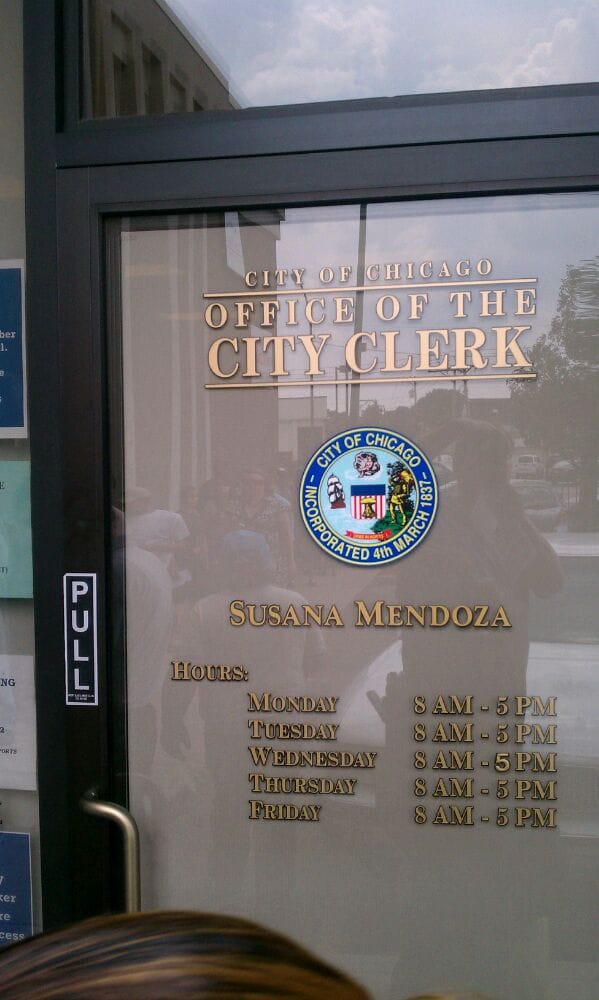 CITY OF CHICAGO
OFFICE OF THE
CITY CLERK
CITY OF CHICAGO
INCORPORATED 4th MARCH 1837
SUSANA MENDOZA
HOURS:
MONDAY 8 AM - 5 PM
TUESDAY 8 AM - 5 PM
WEDNESDAY 8 AM - 5 PM
THURSDAY 8 AM - 5 PM
FRIDAY 8 AM - 5 PM
PULL